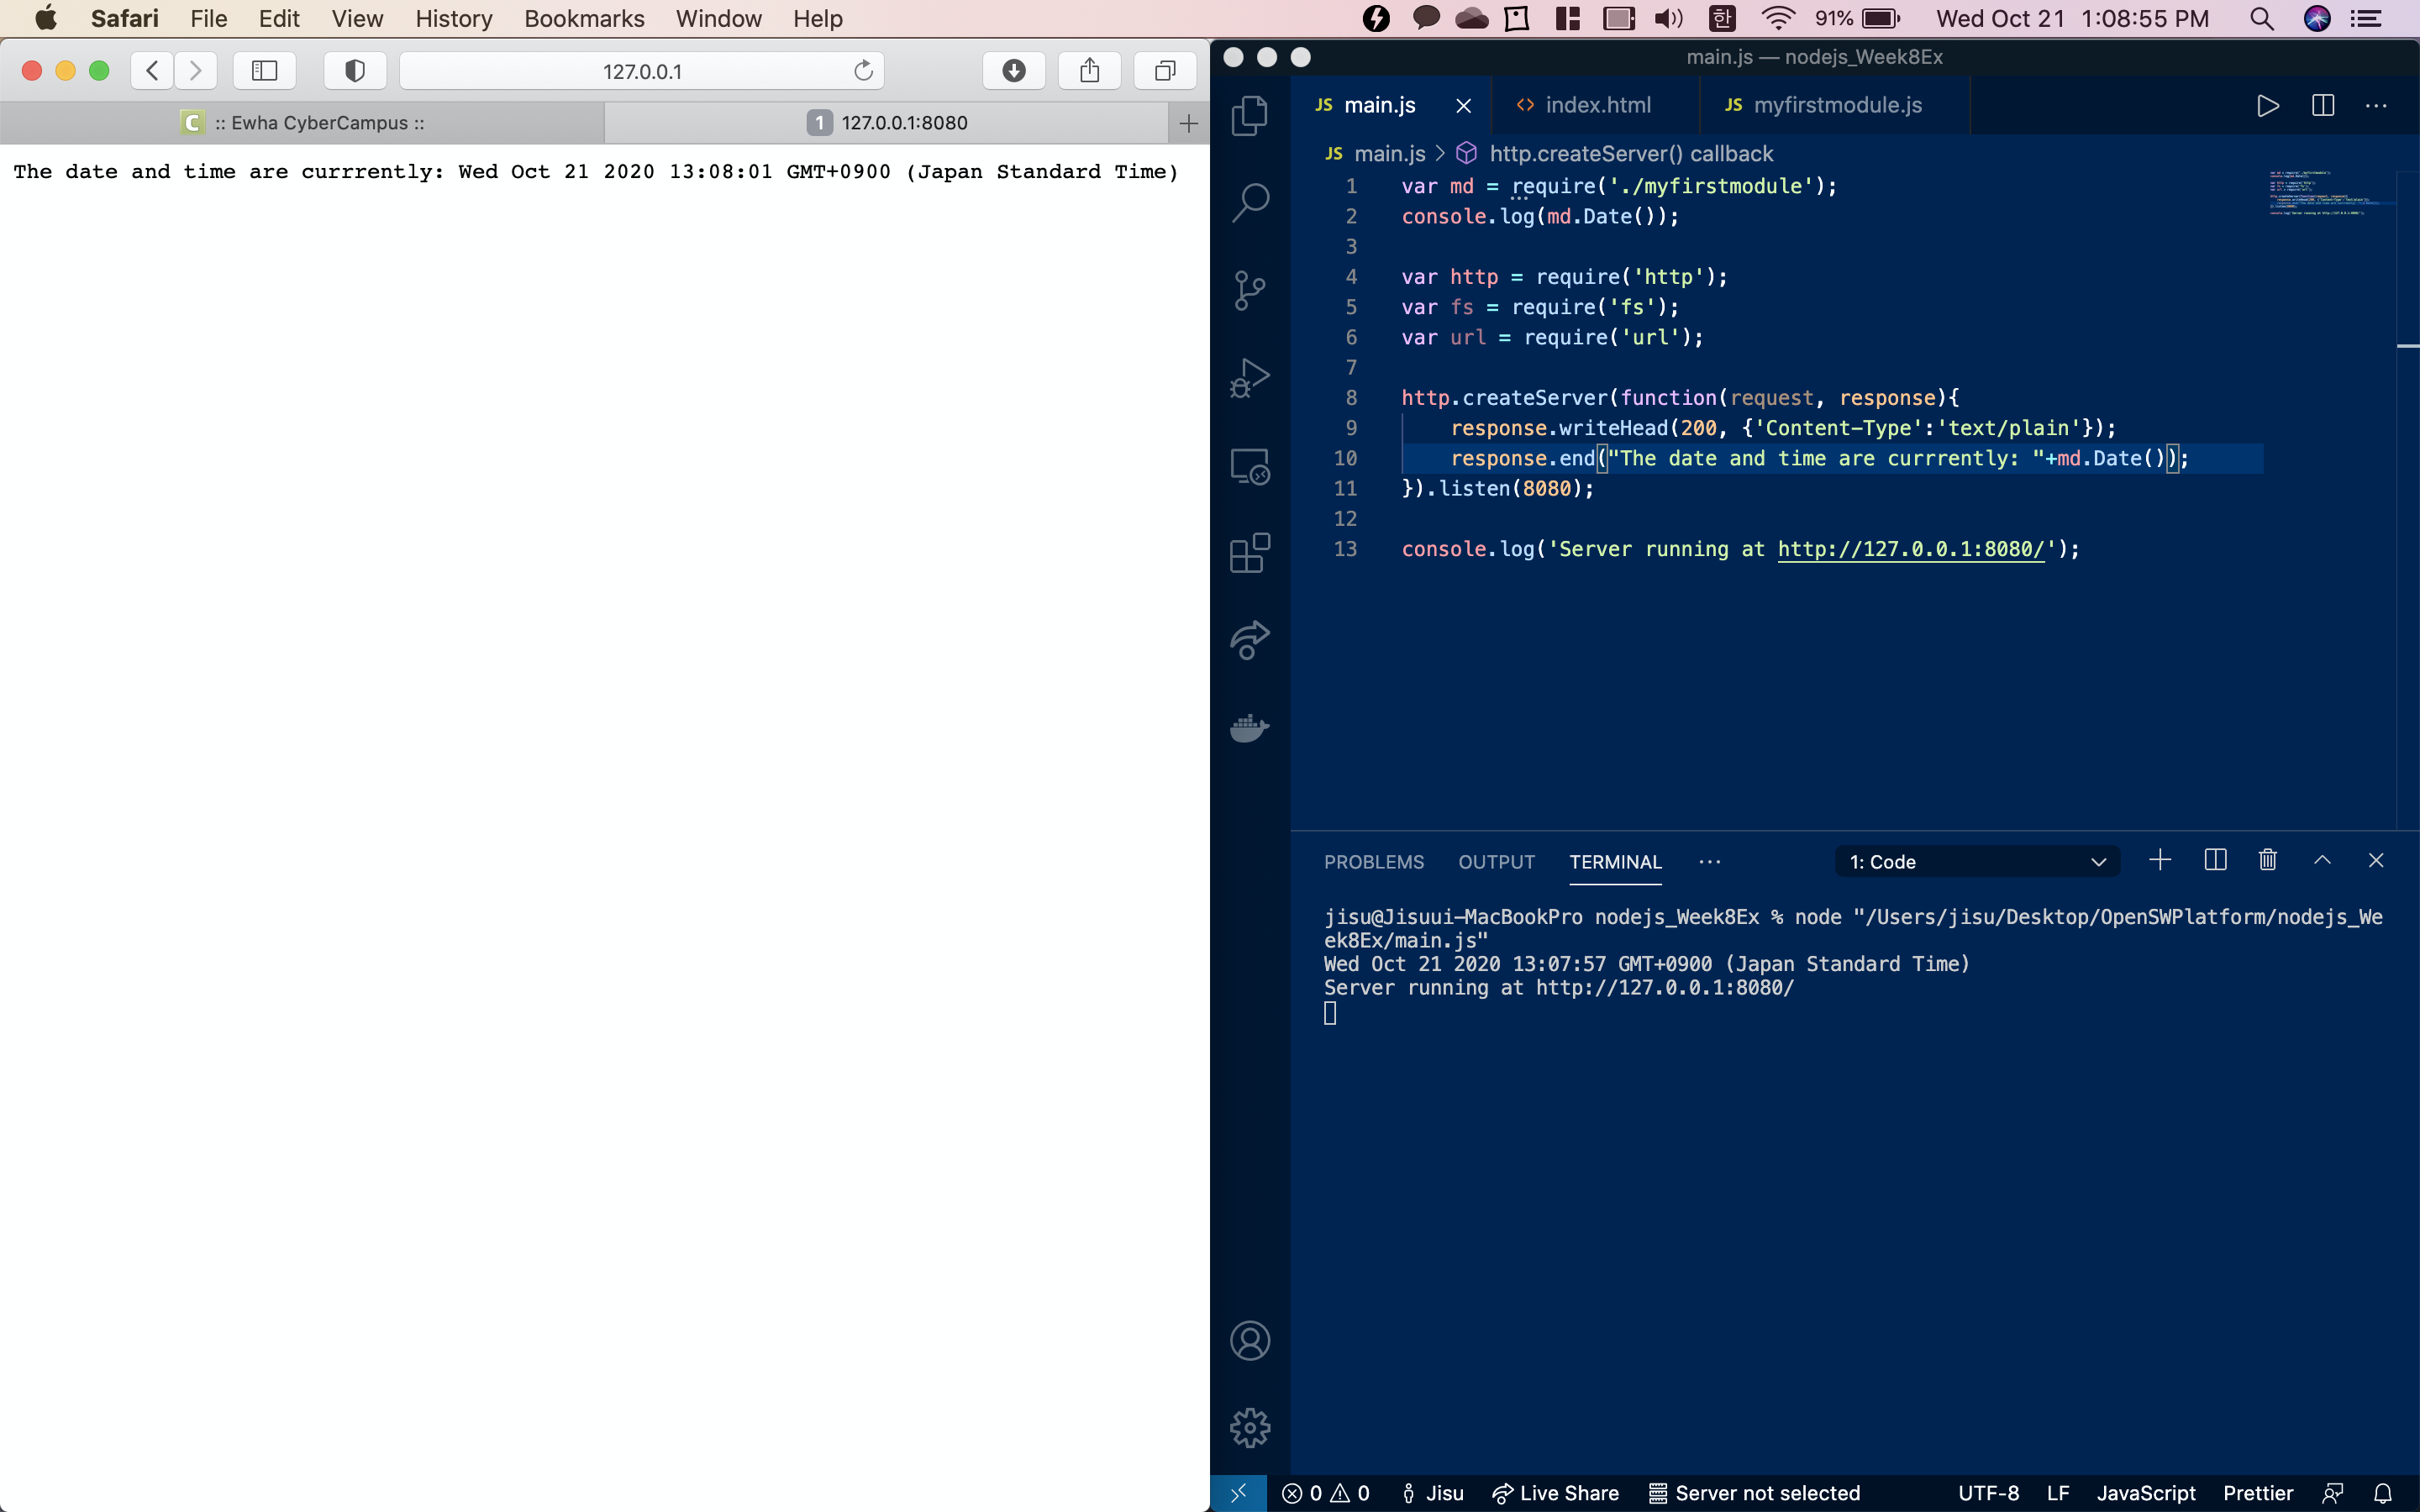 Safari File Edit View History Bookmarks Window Help 한 91% Wed Oct 21 1:08:55 PM
127.0.0.1
:: Ewha CyberCampus :: 1 127.0.0.1:8080
The date and time are currrently: Wed Oct 21 2020 13:08:01 GMT+0900 (Japan Standard Time)
main.js — nodejs_Week8Ex
JS main.js <> index.html JS myfirstmodule.js
JS main.js > http.createServer() callback
1 var md = require('./myfirstmodule');
2 console.log(md.Date());
3
4 var http = require('http');
5 var fs = require('fs');
6 var url = require('url');
7
8 http.createServer(function(request, response){
9 response.writeHead(200, {'Content-Type':'text/plain'});
10 response.end("The date and time are currrently: "+md.Date());
11 }).listen(8080);
12
13 console.log('Server running at http://127.0.0.1:8080/');
PROBLEMS OUTPUT TERMINAL ··· 1: Code
jisu@Jisuui-MacBookPro nodejs_Week8Ex % node "/Users/jisu/Desktop/OpenSWPlatform/nodejs_We
ek8Ex/main.js"
Wed Oct 21 2020 13:07:57 GMT+0900 (Japan Standard Time)
Server running at http://127.0.0.1:8080/
0 0 Jisu Live Share Server not selected UTF-8 LF JavaScript Prettier